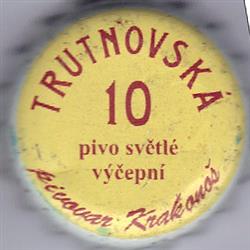 TRUTNOVSKÁ
10
pivo světlé
výčepní
pivovar Krakonoš